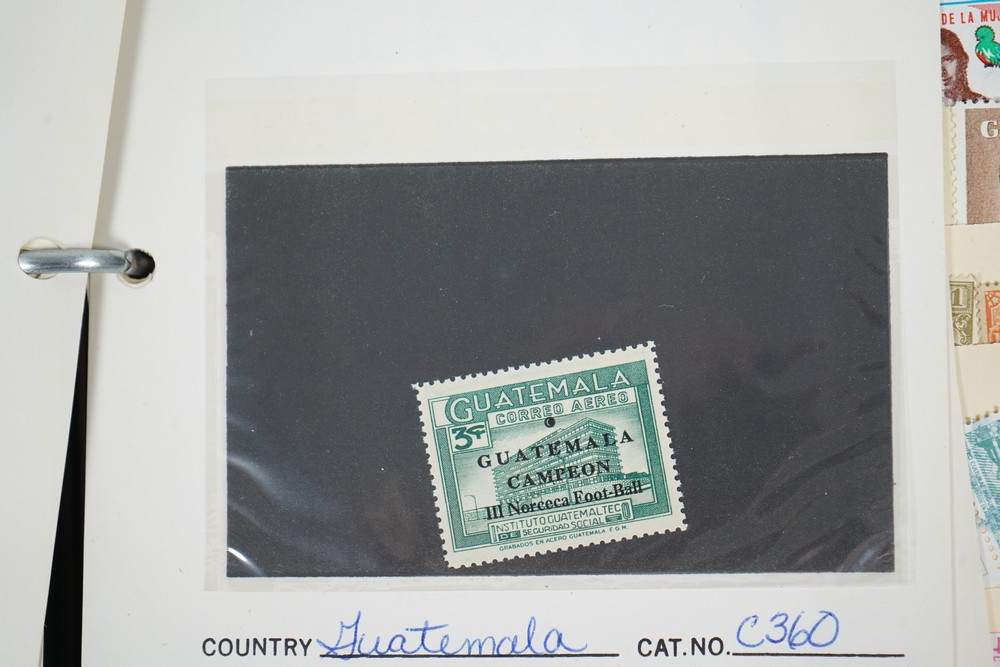 DE LA MU
G
1
GUATEMALA
CORREO AEREO
3¢
GUATEMALA
CAMPEON
III Norceca Foot-Ball
INSTITUTO GUATEMALTECO
DE SEGURIDAD SOCIAL
GRABADOS EN ACERO GUATEMALA F.G.M.
COUNTRY Guatemala CAT.NO. C360